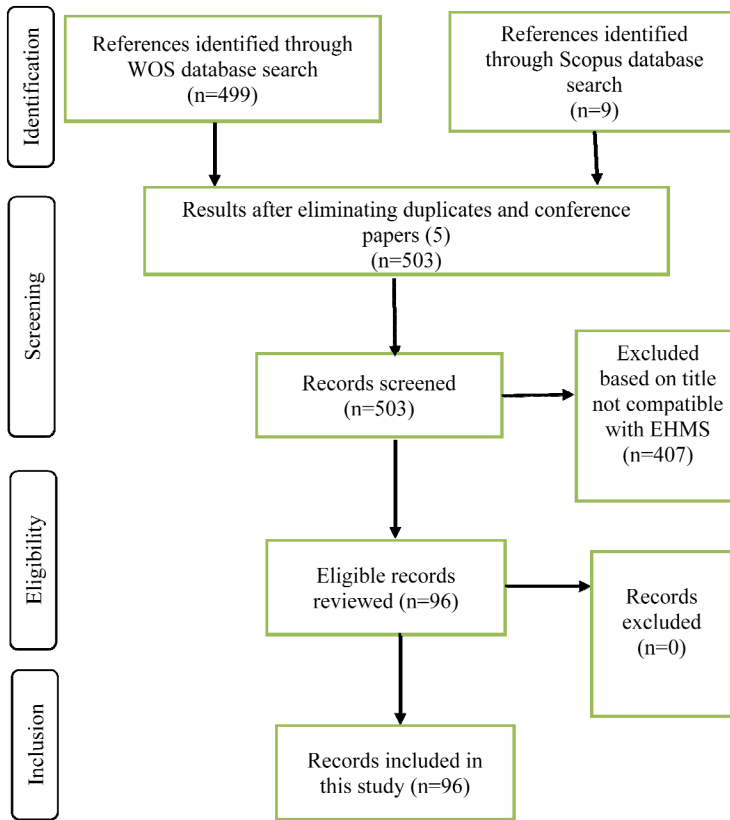 Identification
References identified through
WOS database search
(n=499)
References identified
through Scopus database
search
(n=9)
Screening
Results after eliminating duplicates and conference
papers (5)
(n=503)
Records screened
(n=503)
Excluded
based on title
not compatible
with EHMS
(n=407)
Eligibility
Eligible records
reviewed (n=96)
Records
excluded
(n=0)
Inclusion
Records included in
this study (n=96)